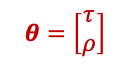 𝜽 = [τ
ρ]